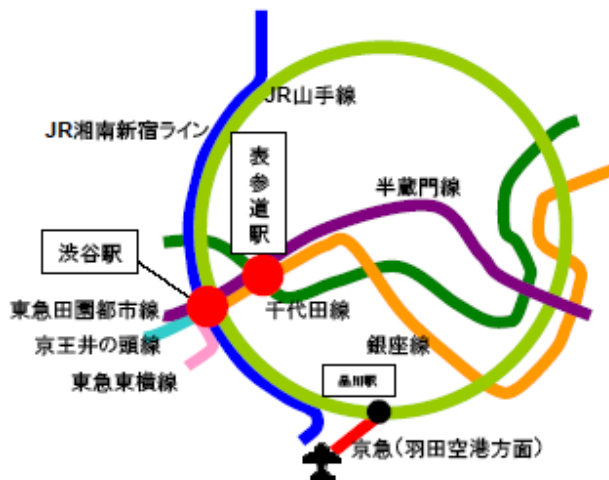 JR山手線
JR湘南新宿ライン
表参道駅
半蔵門線
渋谷駅
東急田園都市線
千代田線
京王井の頭線
銀座線
東急東横線
品川駅
京急(羽田空港方面)